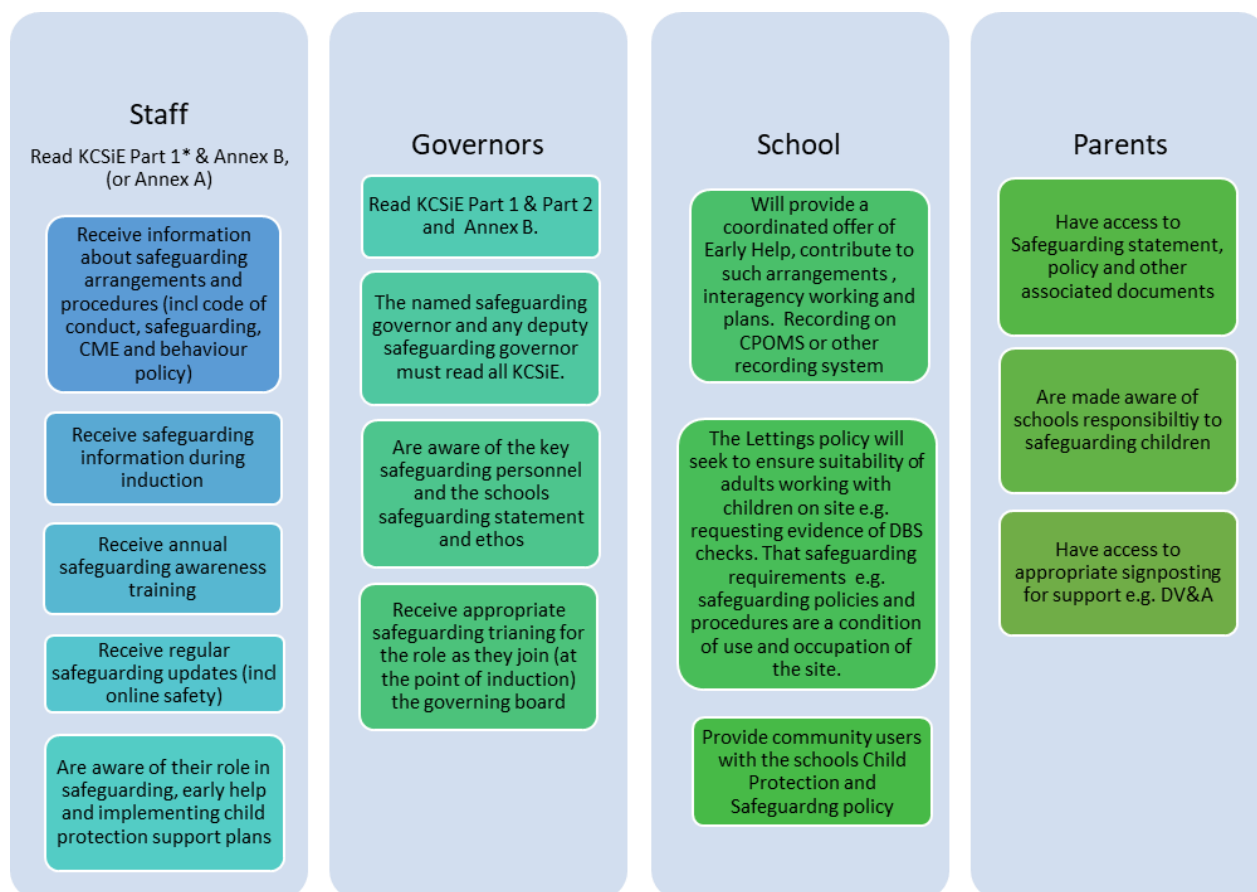 Staff
Read KCSiE Part 1* & Annex B,
(or Annex A)
Receive information
about safeguarding
arrangements and
procedures (incl code of
conduct, safeguarding,
CME and behaviour
policy)
Receive safeguarding
information during
induction
Receive annual
safeguarding awareness
training
Receive regular
safeguarding updates (incl
online safety)
Are aware of their role in
safeguarding, early help
and implementing child
protection support plans
Governors
Read KCSiE Part 1 & Part 2
and Annex B.
The named safeguarding
governor and any deputy
safeguarding governor
must read all KCSiE.
Are aware of the key
safeguarding personnel
and the schools
safeguarding statement
and ethos
Receive appropriate
safeguarding trianing for
the role as they join (at
the point of induction)
the governing board
School
Will provide a
coordinated offer of
Early Help, contribute to
such arrangements ,
interagency working and
plans. Recording on
CPOMS or other
recording system
The Lettings policy will
seek to ensure suitability of
adults working with
children on site e.g.
requesting evidence of DBS
checks. That safeguarding
requirements e.g.
safeguarding policies and
procedures are a condition
of use and occupation of
the site.
Provide community users
with the schools Child
Protection and
Safeguardng policy
Parents
Have access to
Safeguarding statement,
policy and other
associated documents
Are made aware of
schools responsibiltiy to
safeguarding children
Have access to
appropriate signposting
for support e.g. DV&A